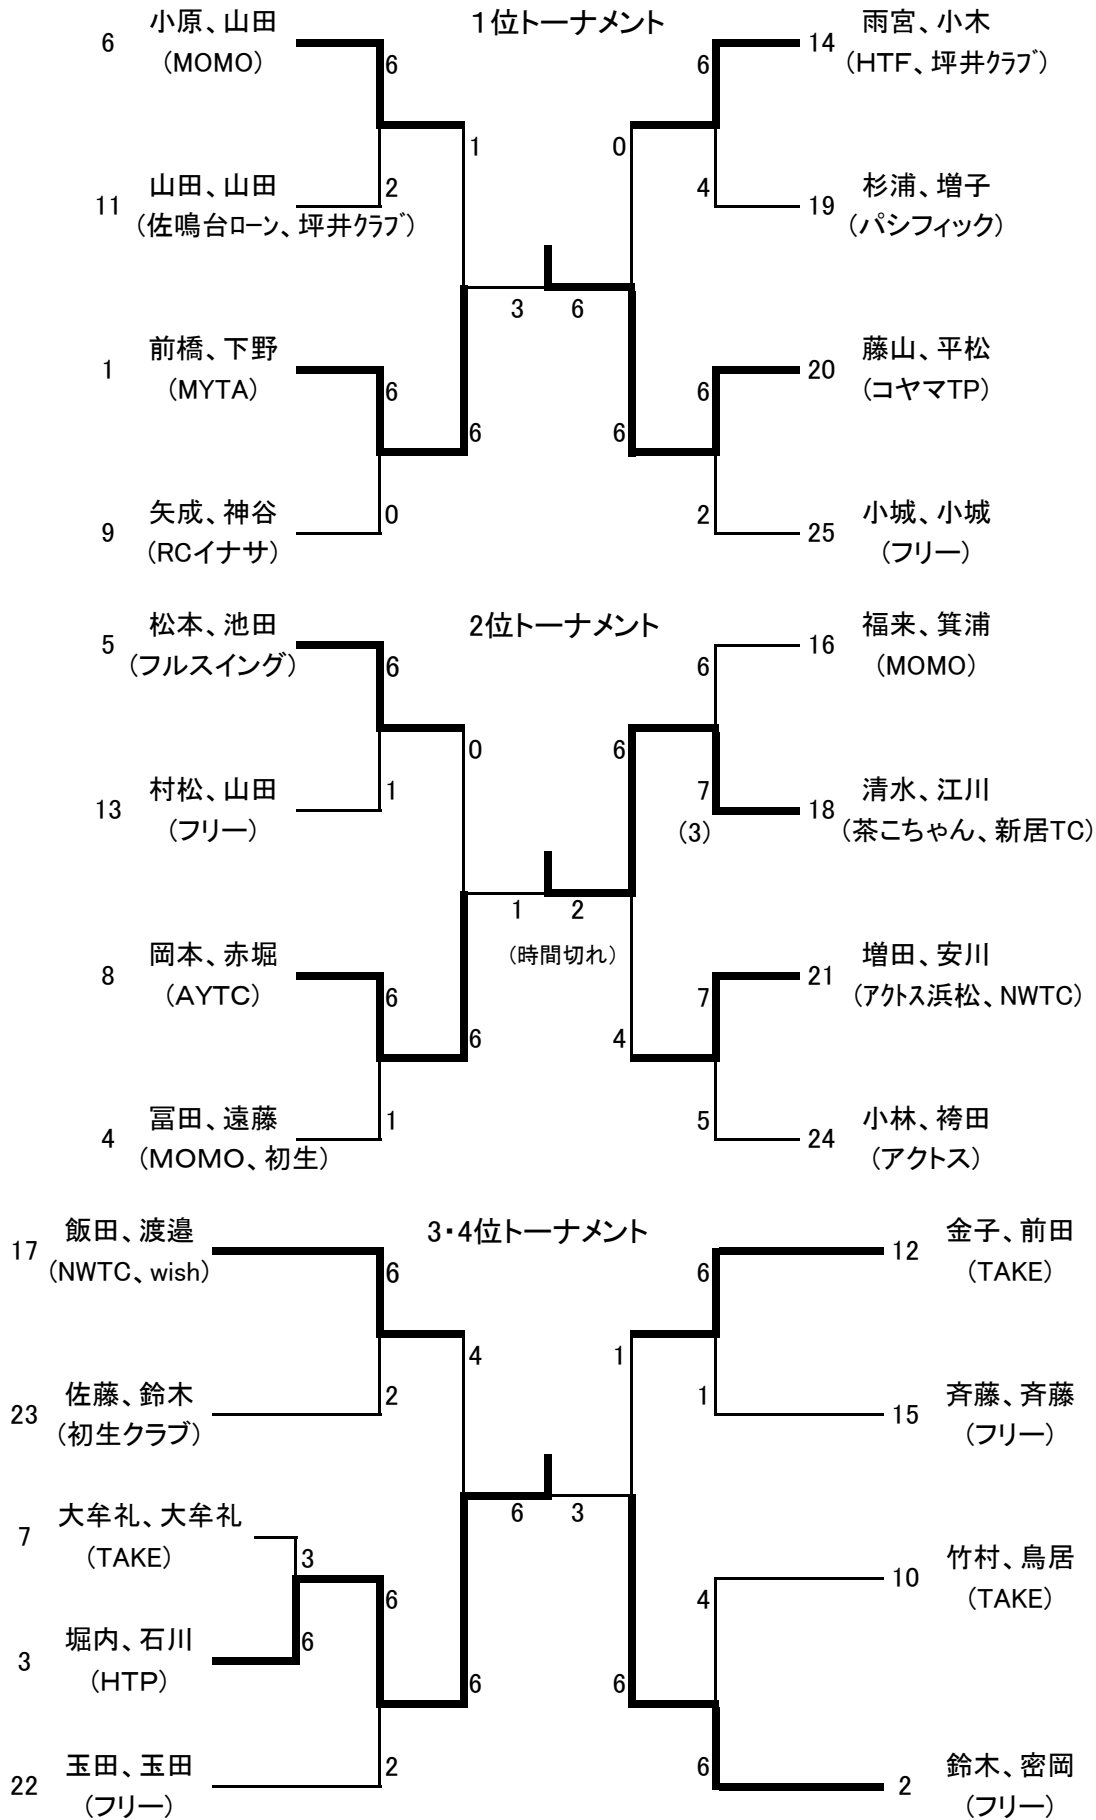 1位トーナメント
6
小原、山田
(MOMO)
6
1
11
山田、山田
(佐鳴台ローン、坪井クラブ)
2
1
前橋、下野
(MYTA)
6
6
9
矢成、神谷
(RCイナサ)
0
3
6
14
雨宮、小木
(HTF、坪井クラブ)
6
0
19
杉浦、増子
(パシフィック)
4
20
藤山、平松
(コヤマTP)
6
6
25
小城、小城
(フリー)
2
2位トーナメント
5
松本、池田
(フルスイング)
6
0
13
村松、山田
(フリー)
1
8
岡本、赤堀
(AYTC)
6
6
4
冨田、遠藤
(MOMO、初生)
1
1
2
(時間切れ)
16
福来、箕浦
(MOMO)
6
6
18
清水、江川
(茶こちゃん、新居TC)
7
(3)
21
増田、安川
(アクトス浜松、NWTC)
7
4
24
小林、袴田
(アクトス)
5
3・4位トーナメント
17
飯田、渡邉
(NWTC、wish)
6
4
23
佐藤、鈴木
(初生クラブ)
2
7
大牟礼、大牟礼
(TAKE)
3
6
3
堀内、石川
(HTP)
6
6
22
玉田、玉田
(フリー)
2
6
3
12
金子、前田
(TAKE)
6
1
15
斉藤、斉藤
(フリー)
1
10
竹村、鳥居
(TAKE)
4
6
2
鈴木、密岡
(フリー)
6